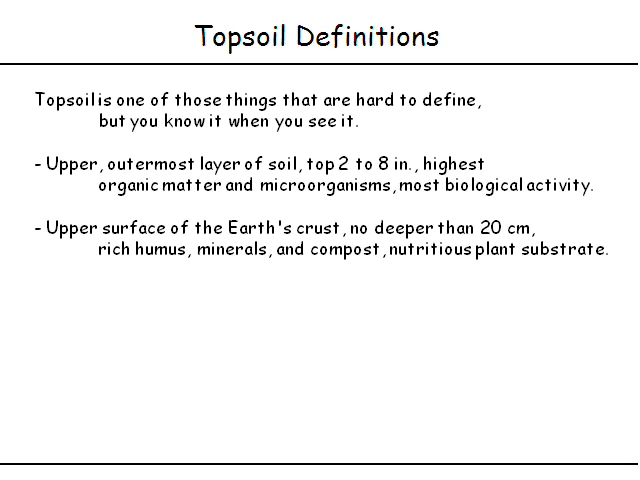 Topsoil Definitions
Topsoil is one of those things that are hard to define,
but you know it when you see it.
- Upper, outermost layer of soil, top 2 to 8 in., highest
organic matter and microorganisms, most biological activity.
- Upper surface of the Earth's crust, no deeper than 20 cm,
rich humus, minerals, and compost, nutritious plant substrate.